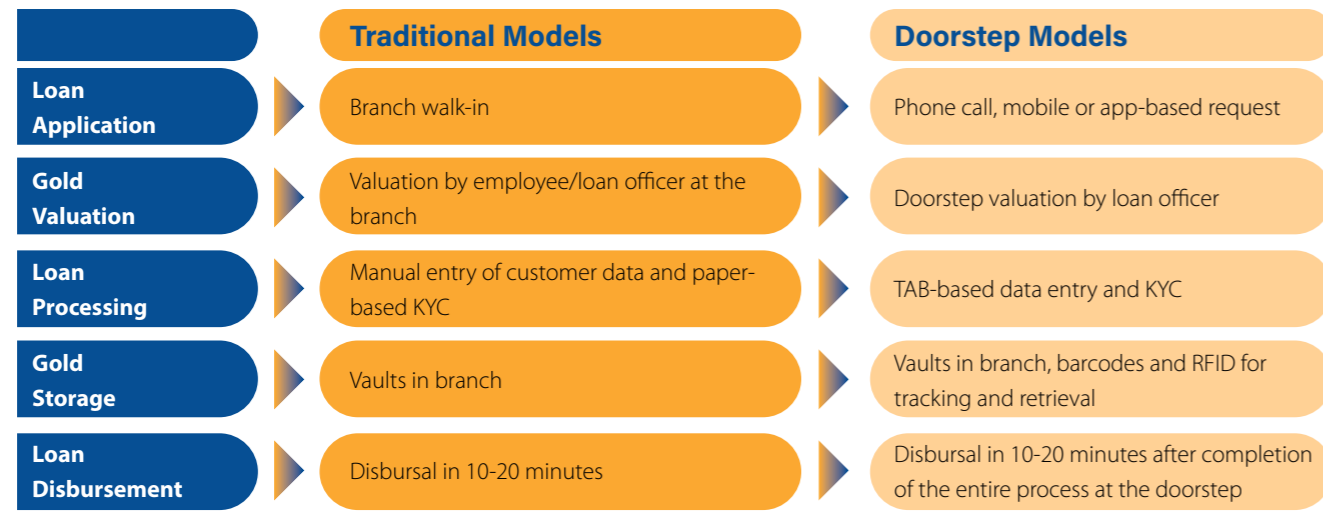 Traditional Models
Doorstep Models
Loan
Application
Branch walk-in
Phone call, mobile or app-based request
Gold
Valuation
Valuation by employee/loan officer at the
branch
Doorstep valuation by loan officer
Loan
Processing
Manual entry of customer data and paper-
based KYC
TAB-based data entry and KYC
Gold
Storage
Vaults in branch
Vaults in branch, barcodes and RFID for
tracking and retrieval
Loan
Disbursement
Disbursal in 10-20 minutes
Disbursal in 10-20 minutes after completion
of the entire process at the doorstep